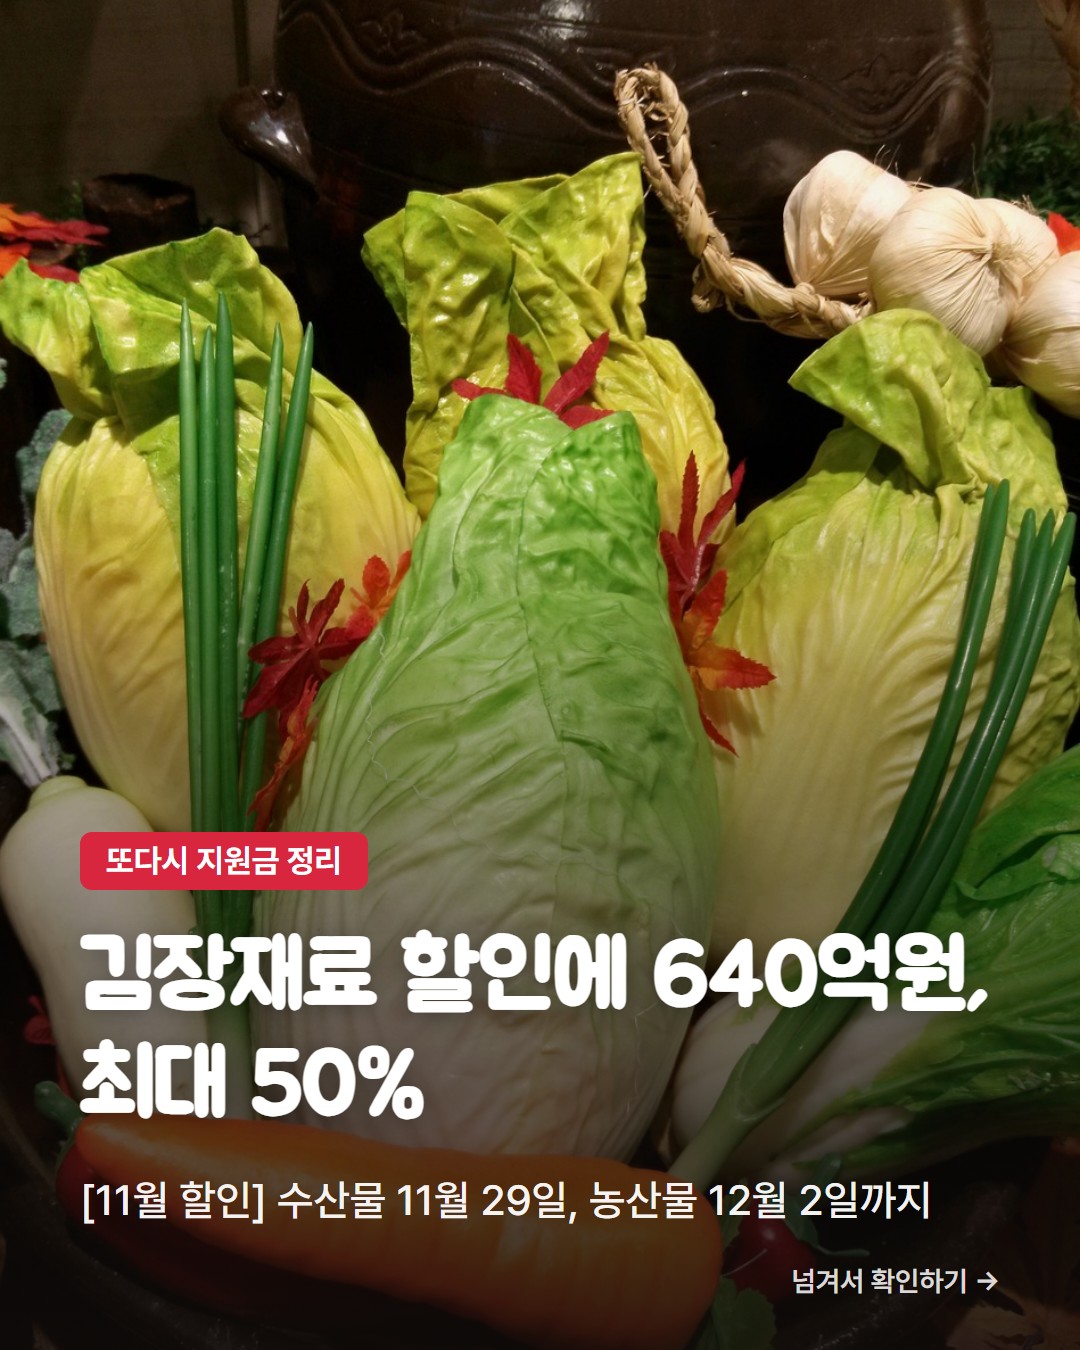 또다시 지원금 정리
김장재료 할인에 640억원,
최대 50%
[11월 할인] 수산물 11월 29일, 농산물 12월 2일까지
넘겨서 확인하기 →